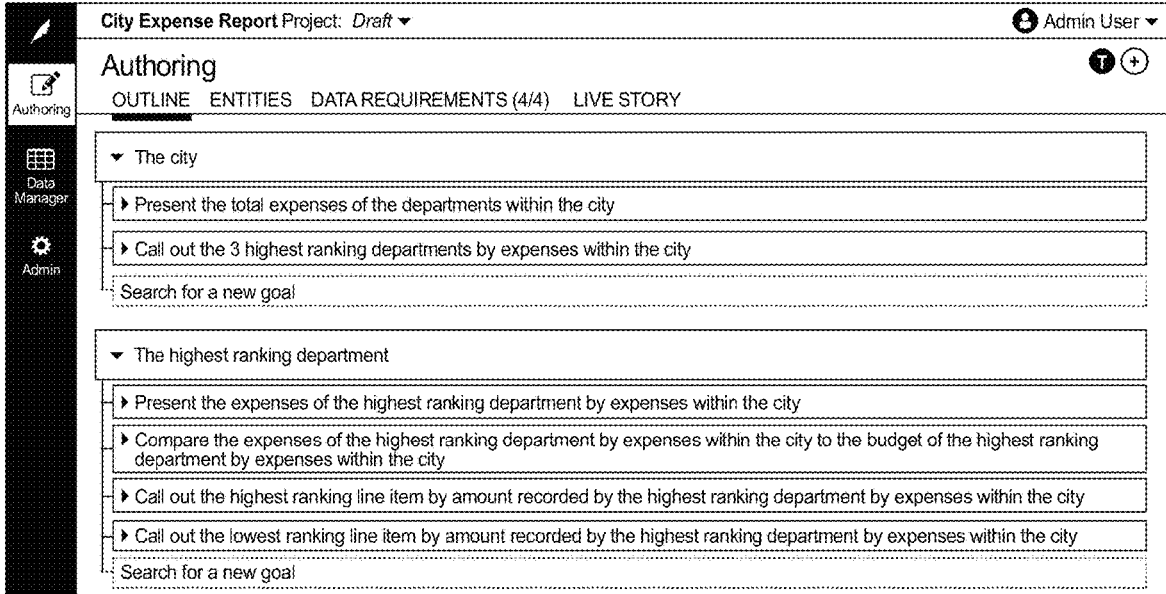 City Expense Report Project: Draft
Admin User
Authoring
T
OUTLINE ENTITIES DATA REQUIREMENTS (4/4) LIVE STORY
Authoring
Data
Manager
Admin
The city
Present the total expenses of the departments within the city
Call out the 3 highest ranking departments by expenses within the city
Search for a new goal
The highest ranking department
Present the expenses of the highest ranking department by expenses within the city
Compare the expenses of the highest ranking department by expenses within the city to the budget of the highest ranking
department by expenses within the city
Call out the highest ranking line item by amount recorded by the highest ranking department by expenses within the city
Call out the lowest ranking line item by amount recorded by the highest ranking department by expenses within the city
Search for a new goal